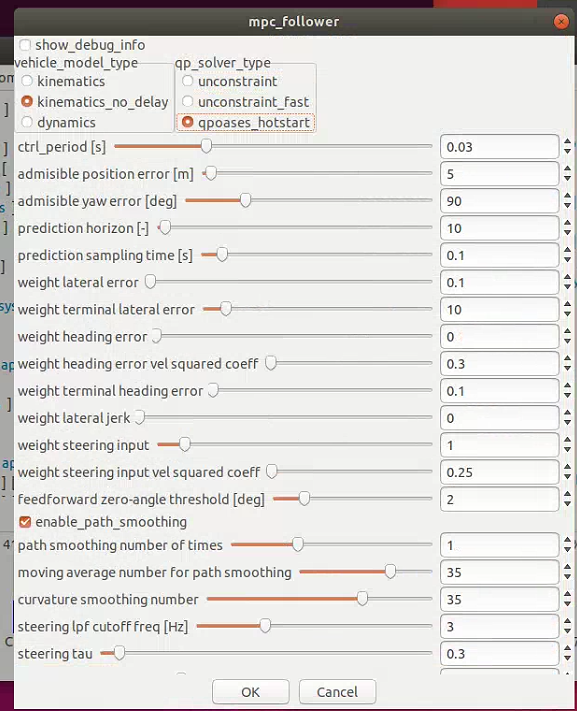 mpc_follower
show_debug_info
vehicle_model_type qp_solver_type
kinematics unconstraint
kinematics_no_delay unconstraint_fast
dynamics qpoases_hotstart
ctrl_period [s] 0.03
admisible position error [m] 5
admisible yaw error [deg] 90
prediction horizon [-] 10
prediction sampling time [s] 0.1
weight lateral error 0.1
weight terminal lateral error 10
weight heading error 0
weight heading error vel squared coeff 0.3
weight terminal heading error 0.1
weight lateral jerk 0
weight steering input 1
weight steering input vel squared coeff 0.25
feedforward zero-angle threshold [deg] 2
enable_path_smoothing
path smoothing number of times 1
moving average number for path smoothing 35
curvature smoothing number 35
steering lpf cutoff freq [Hz] 3
steering tau 0.3
OK Cancel